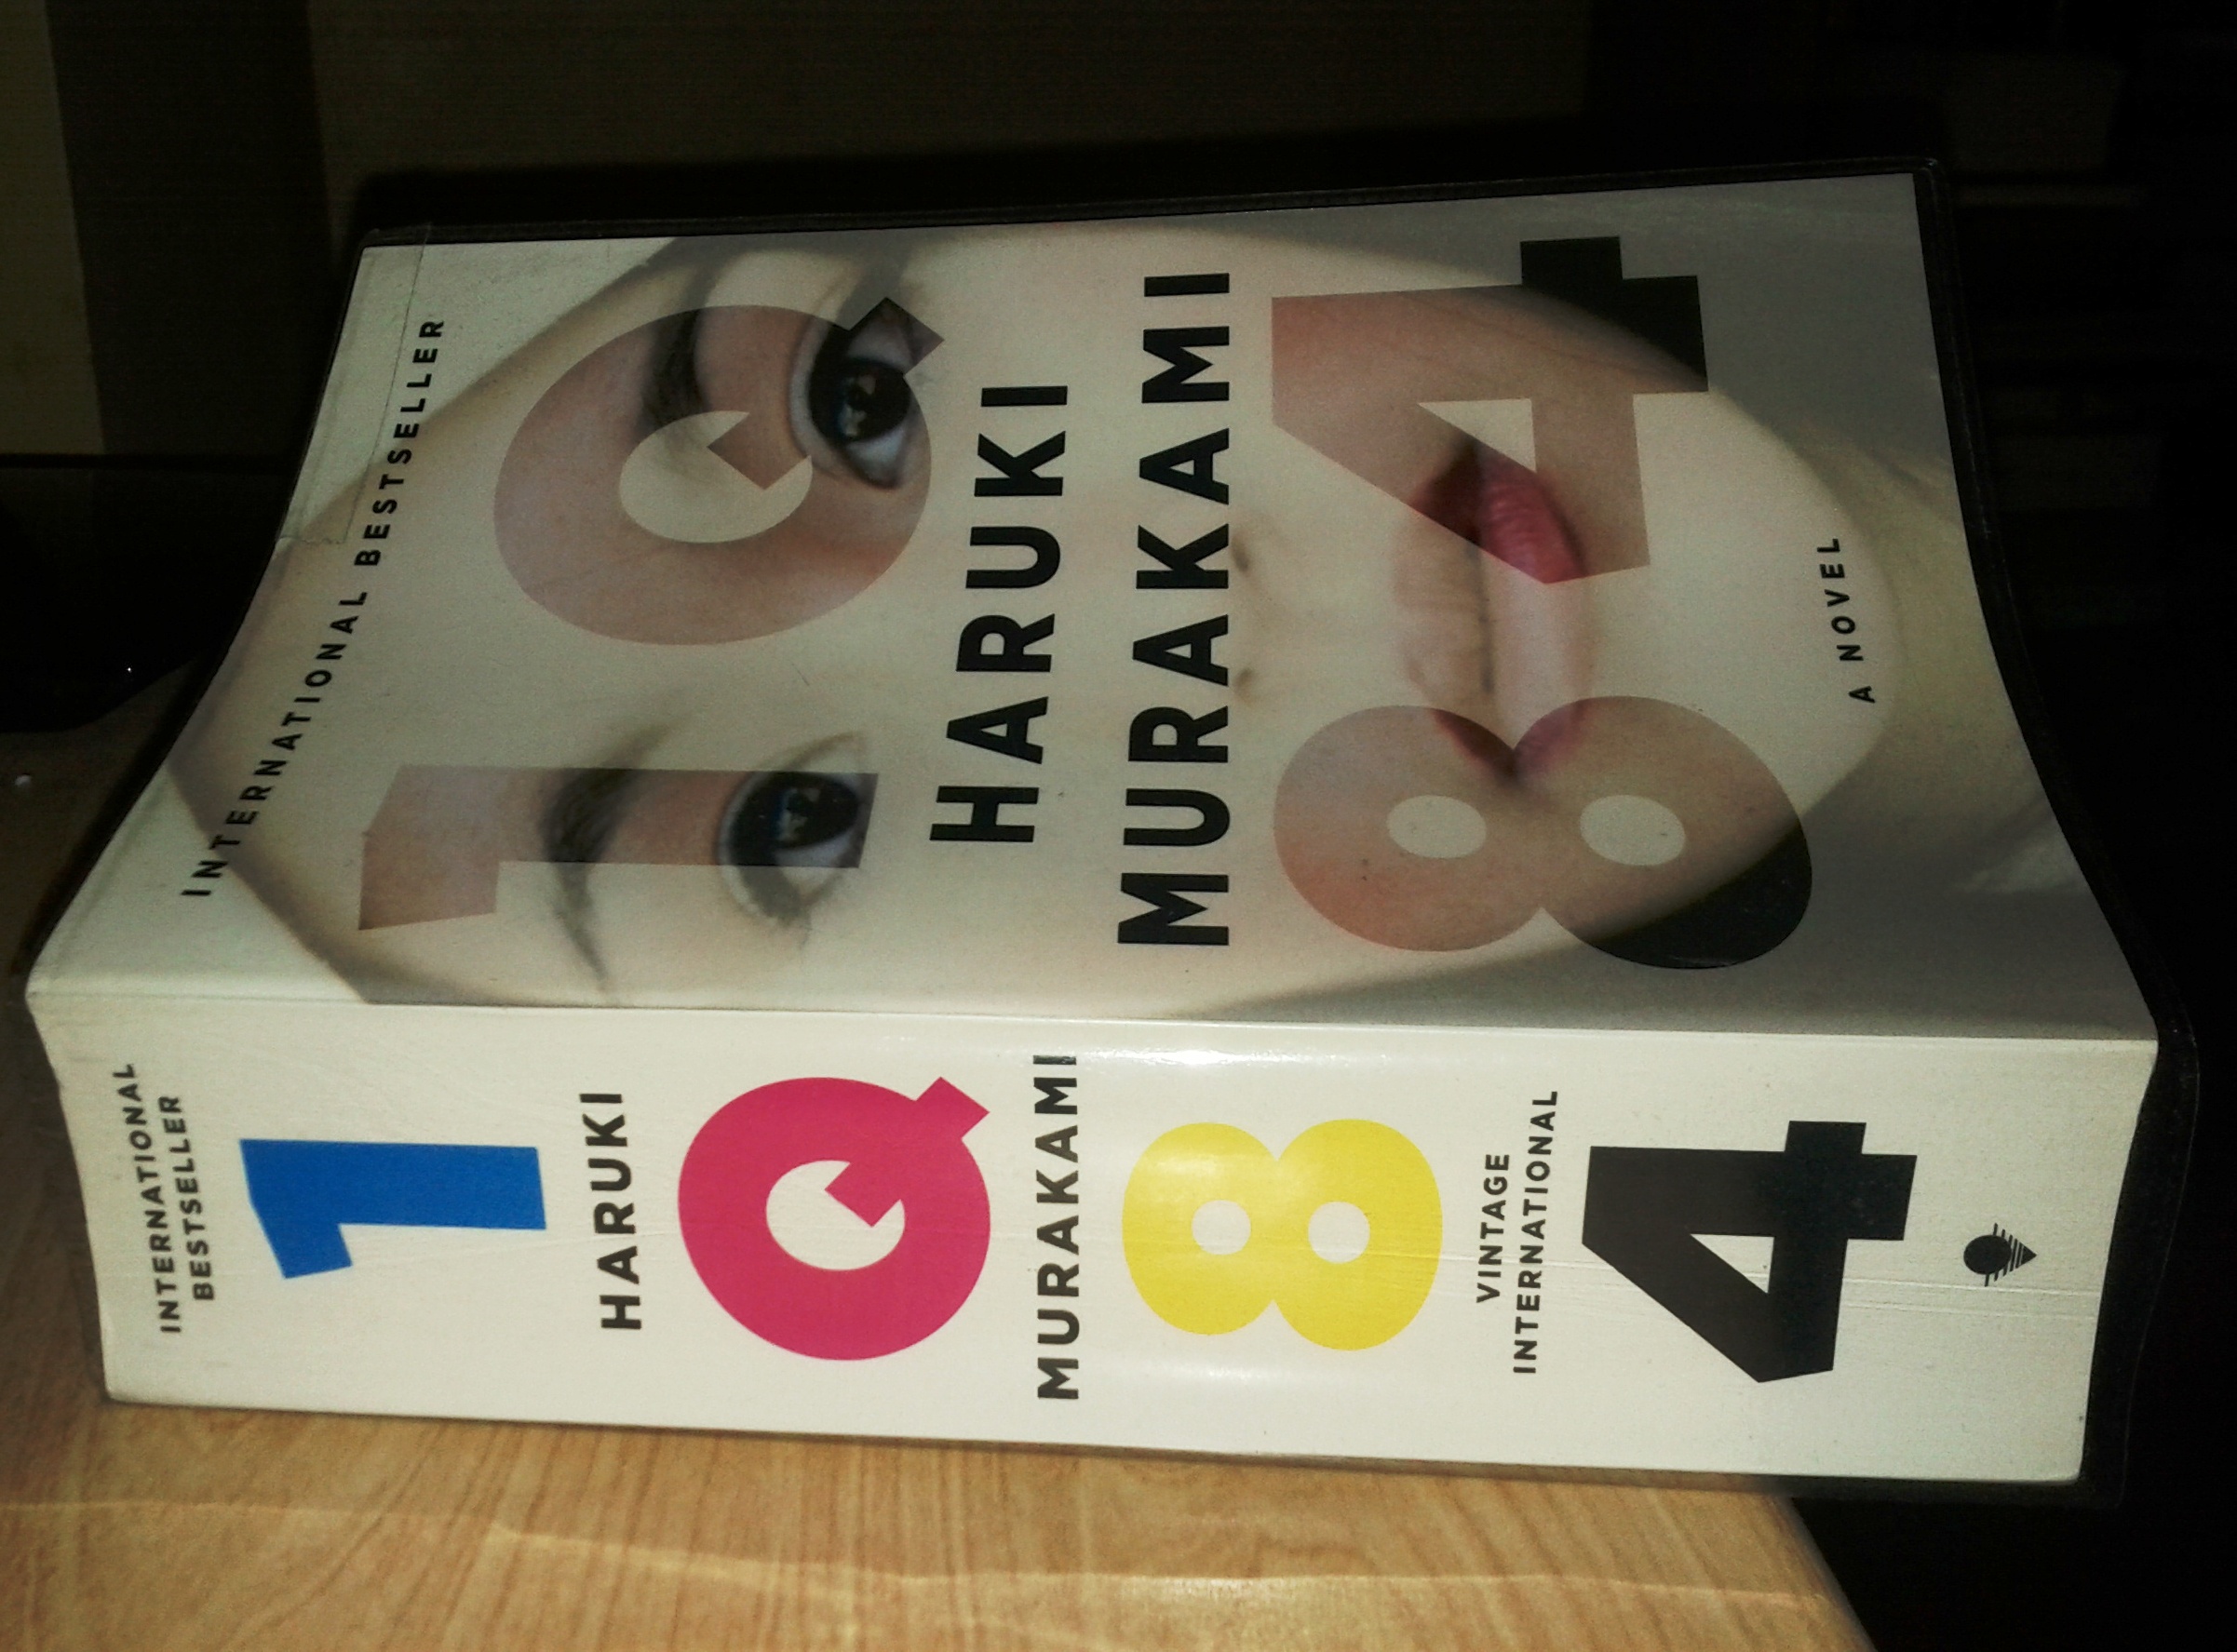 INTERNATIONAL BESTSELLER
1Q
HARUKI
MURAKAMI
84
A NOVEL
INTERNATIONAL
BESTSELLER
1
HARUKI
Q
MURAKAMI
8
VINTAGE
INTERNATIONAL
4